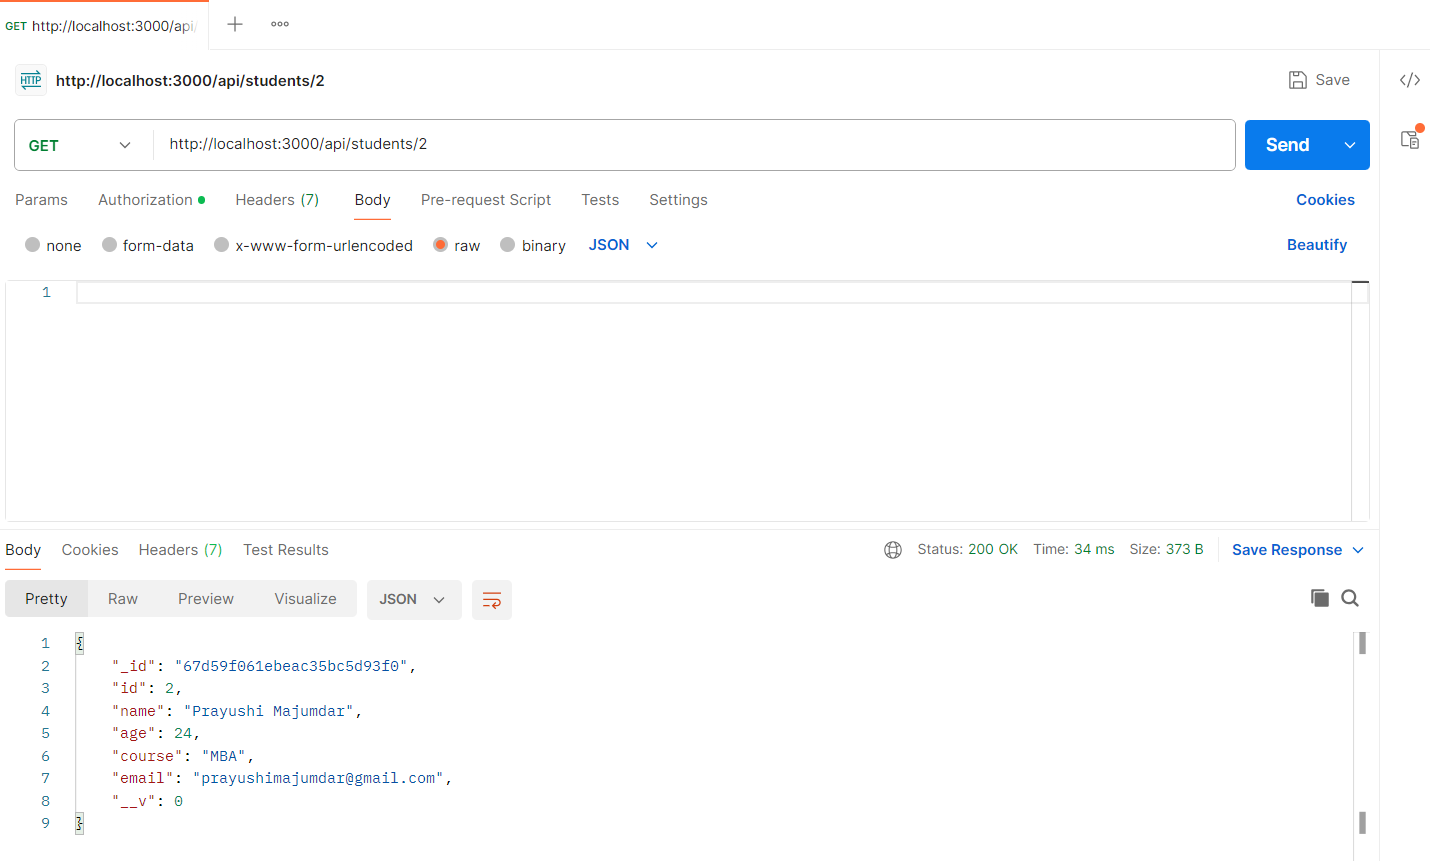 GET http://localhost:3000/api/
HTTP http://localhost:3000/api/students/2 Save
GET http://localhost:3000/api/students/2 Send
Params Authorization Headers (7) Body Pre-request Script Tests Settings Cookies
none form-data x-www-form-urlencoded raw binary JSON Beautify
1
Body Cookies Headers (7) Test Results Status: 200 OK Time: 34 ms Size: 373 B Save Response
Pretty Raw Preview Visualize JSON
1 {
2 "_id": "67d59f061ebeac35bc5d93f0",
3 "id": 2,
4 "name": "Prayushi Majumdar",
5 "age": 24,
6 "course": "MBA",
7 "email": "prayushimajumdar@gmail.com",
8 "__v": 0
9 }